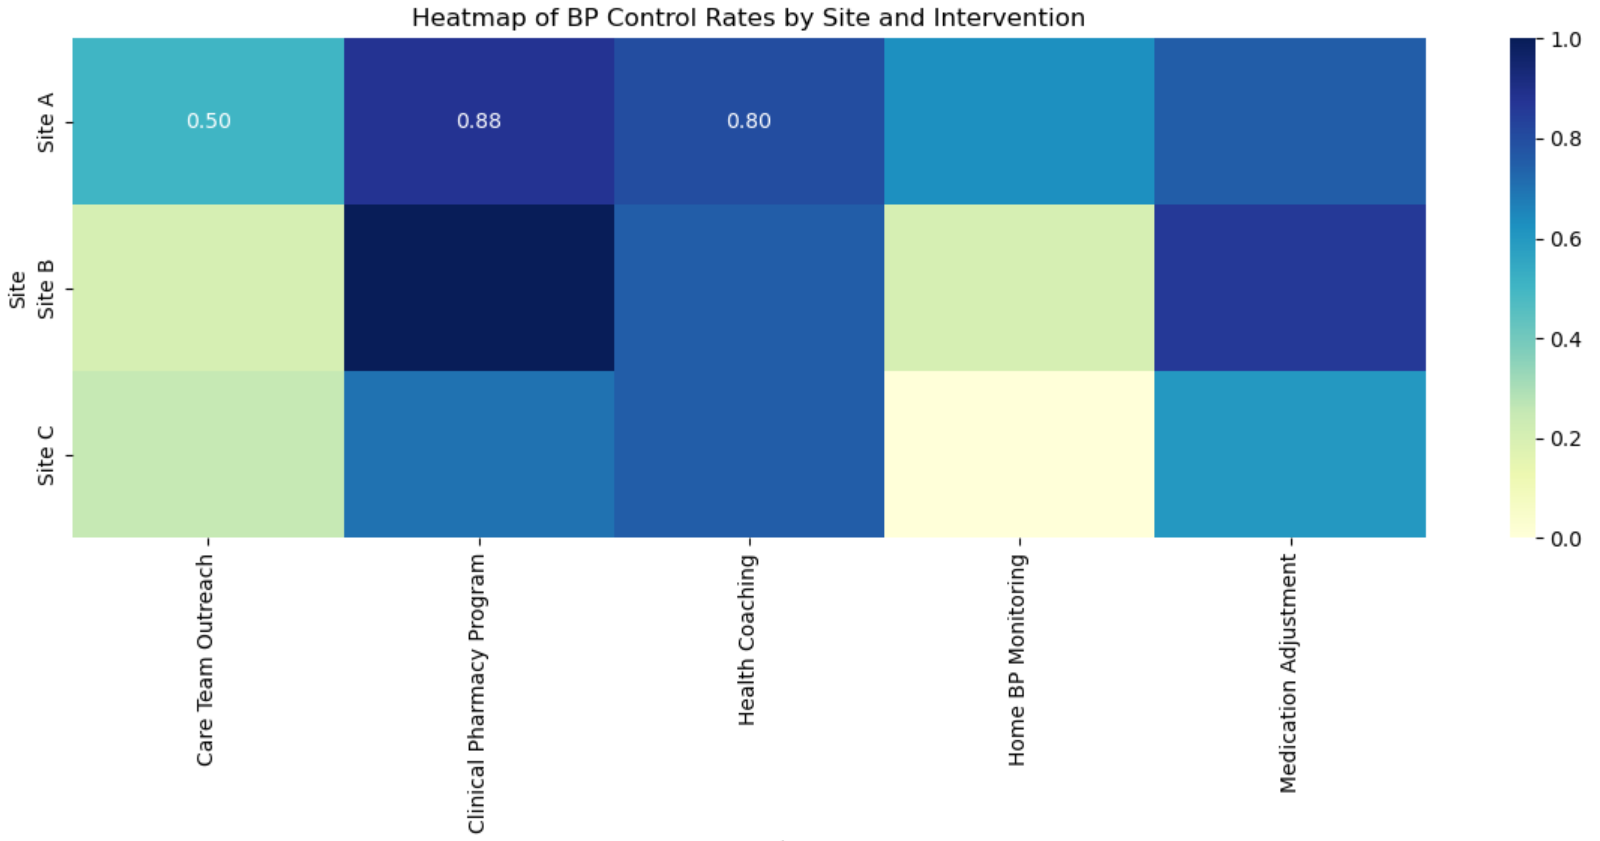 Heatmap of BP Control Rates by Site and Intervention
Site
Site A
Site B
Site C
0.50 0.88 0.80
Care Team Outreach
Clinical Pharmacy Program
Health Coaching
Home BP Monitoring
Medication Adjustment
1.0
0.8
0.6
0.4
0.2
0.0